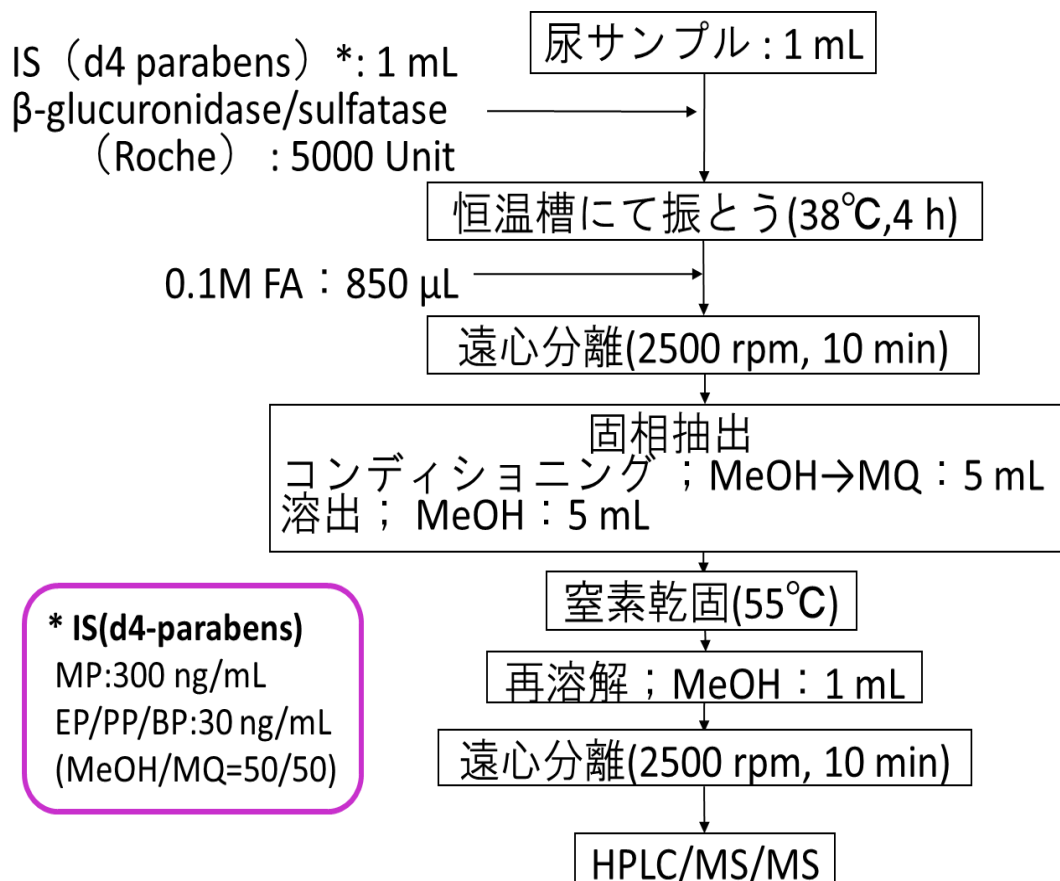 尿サンプル : 1 mL
IS（d4 parabens）*: 1 mL
β-glucuronidase/sulfatase
（Roche） : 5000 Unit
恒温槽にて振とう(38℃,4 h)
0.1M FA：850 µL
遠心分離(2500 rpm, 10 min)
固相抽出
コンディショニング ；MeOH→MQ：5 mL
溶出； MeOH：5 mL
窒素乾固(55℃)
再溶解；MeOH：1 mL
遠心分離(2500 rpm, 10 min)
HPLC/MS/MS
* IS(d4-parabens)
MP:300 ng/mL
EP/PP/BP:30 ng/mL
(MeOH/MQ=50/50)